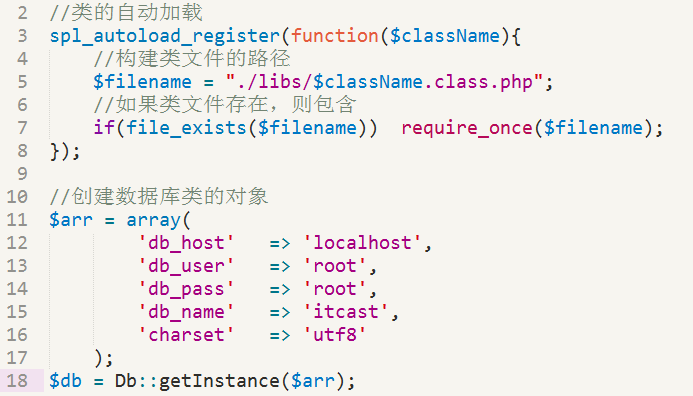 2 //类的自动加载
3 spl_autoload_register(function($className){
4     //构建类文件的路径
5     $filename = "./libs/$className.class.php";
6     //如果类文件存在，则包含
7     if(file_exists($filename))  require_once($filename);
8 });
9
10 //创建数据库类的对象
11 $arr = array(
12         'db_host'   => 'localhost',
13         'db_user'   => 'root',
14         'db_pass'   => 'root',
15         'db_name'   => 'itcast',
16         'charset'   => 'utf8'
17     );
18 $db = Db::getInstance($arr);